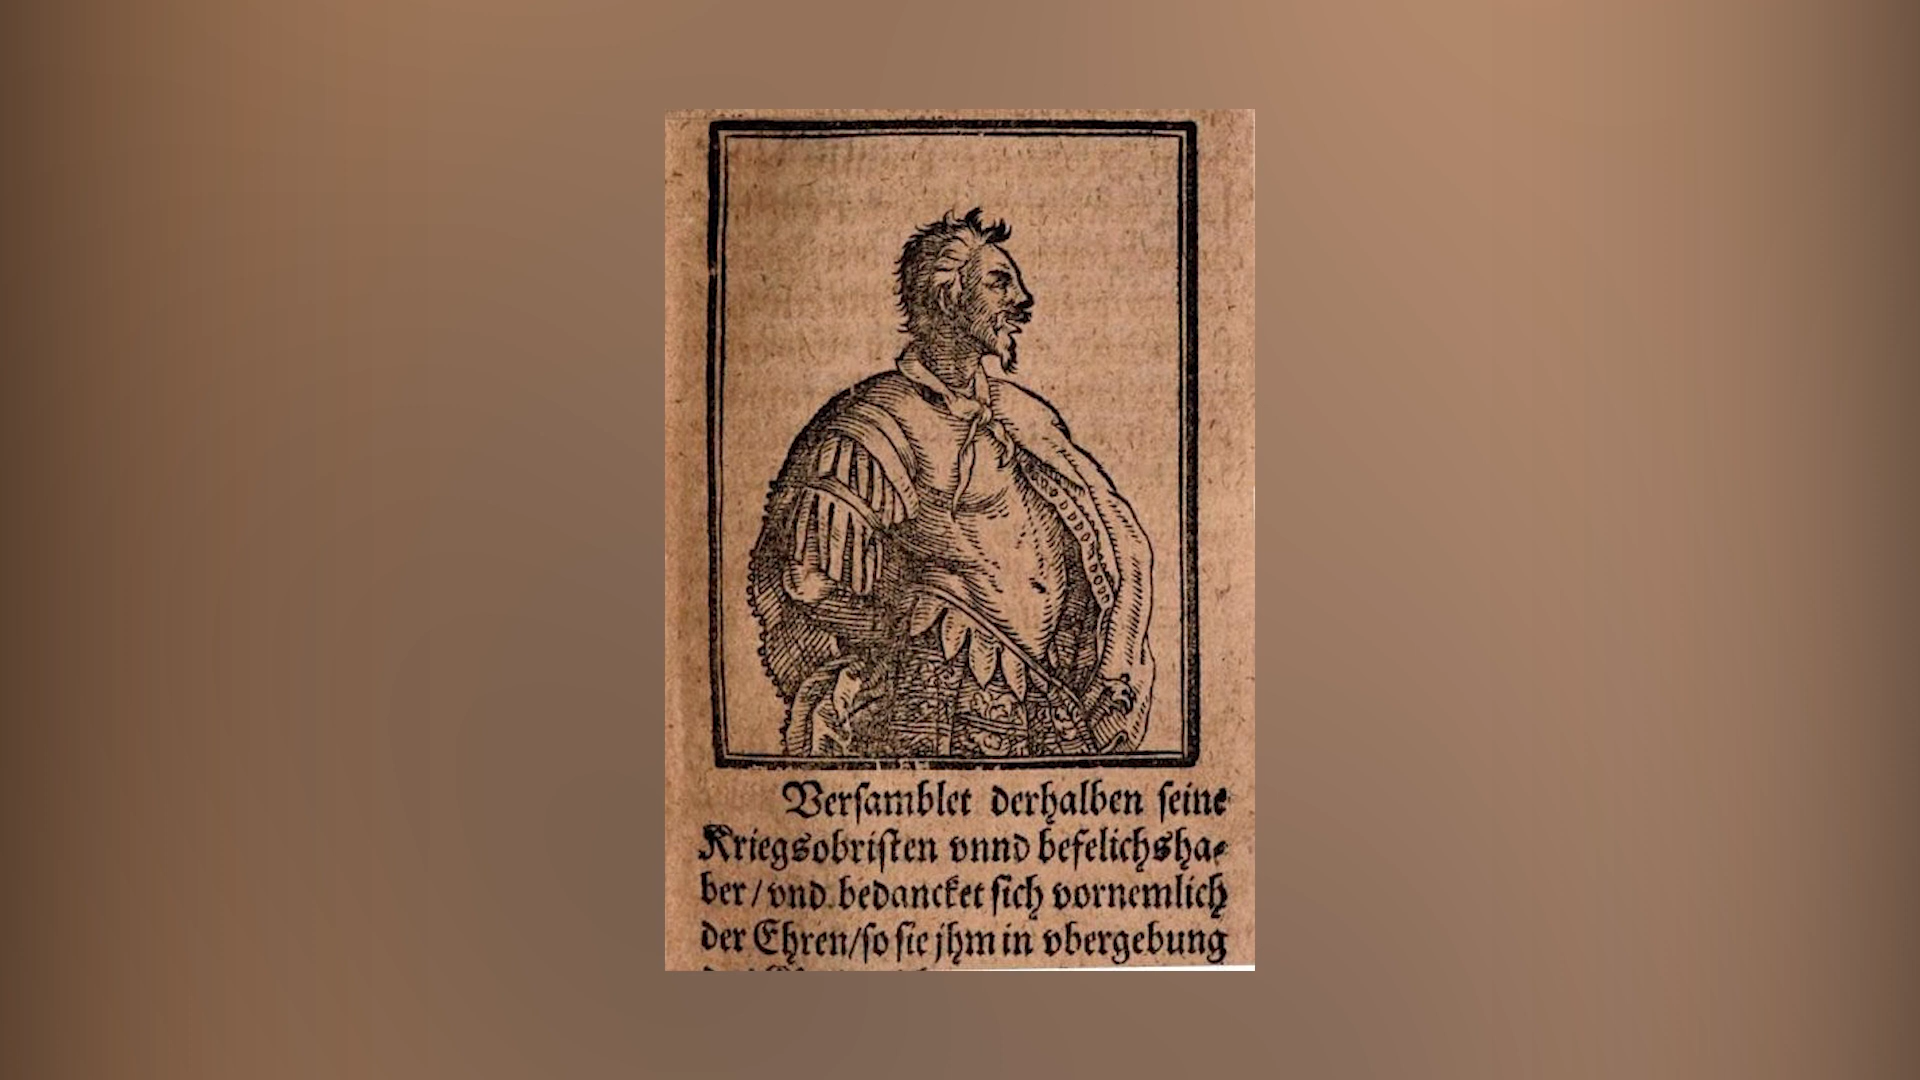 Versamblet derhalben seine
Kriegsobristen vnnd befelichsha⸗
ber/vnd bedancket sich vornemlich
der Ehren/so sie jhm in vbergebung